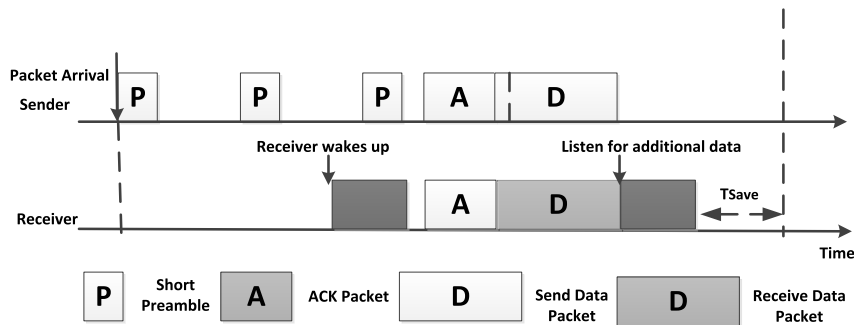 Packet Arrival
Sender
P
P
P
A
D
Receiver wakes up
Listen for additional data
Receiver
A
D
TSave
Time
P
Short
Preamble
A
ACK Packet
D
Send Data
Packet
D
Receive Data
Packet